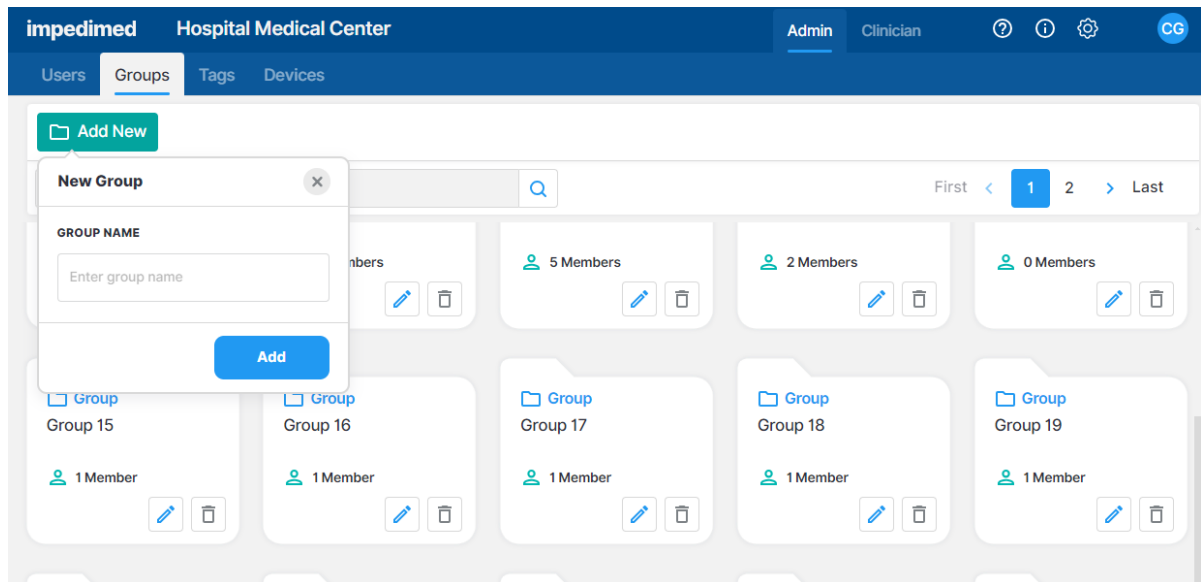 impedimed Hospital Medical Center Admin Clinician CG
Users Groups Tags Devices
Add New
New Group
First 1 2 Last
GROUP NAME
Enter group name
5 Members 2 Members 0 Members
Add
Group Group Group Group Group
Group 15 Group 16 Group 17 Group 18 Group 19
1 Member 1 Member 1 Member 1 Member 1 Member